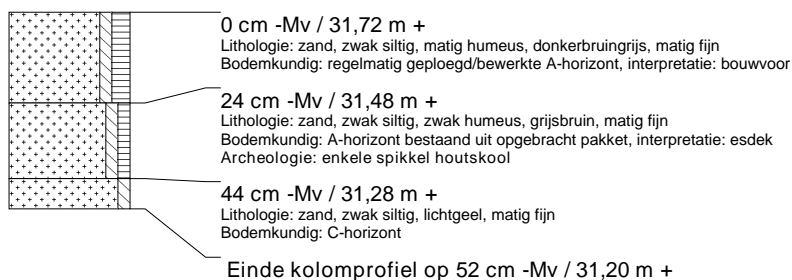 0 cm -Mv / 31,72 m +
Lithologie: zand, zwak siltig, matig humeus, donkerbruingrijs, matig fijn
Bodemkundig: regelmatig geploegd/bewerkte A-horizont, interpretatie: bouwvoor
24 cm -Mv / 31,48 m +
Lithologie: zand, zwak siltig, zwak humeus, grijsbruin, matig fijn
Bodemkundig: A-horizont bestaand uit opgebracht pakket, interpretatie: esdek
Archeologie: enkele spikkel houtskool
44 cm -Mv / 31,28 m +
Lithologie: zand, zwak siltig, lichtgeel, matig fijn
Bodemkundig: C-horizont
Einde kolomprofiel op 52 cm -Mv / 31,20 m +